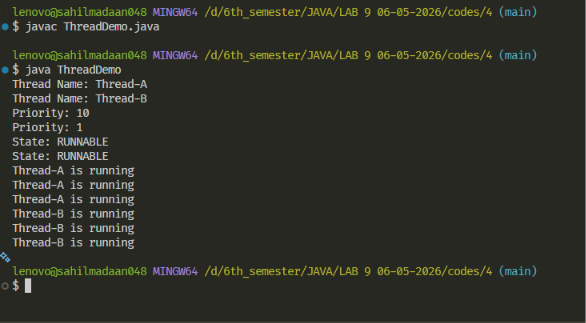 lenovo@sahilmadaan048 MINGW64 /d/6th_semester/JAVA/LAB 9 06-05-2026/codes/4 (main)
$ javac ThreadDemo.java
lenovo@sahilmadaan048 MINGW64 /d/6th_semester/JAVA/LAB 9 06-05-2026/codes/4 (main)
$ java ThreadDemo
Thread Name: Thread-A
Thread Name: Thread-B
Priority: 10
Priority: 1
State: RUNNABLE
State: RUNNABLE
Thread-A is running
Thread-A is running
Thread-A is running
Thread-B is running
Thread-B is running
Thread-B is running
lenovo@sahilmadaan048 MINGW64 /d/6th_semester/JAVA/LAB 9 06-05-2026/codes/4 (main)
$